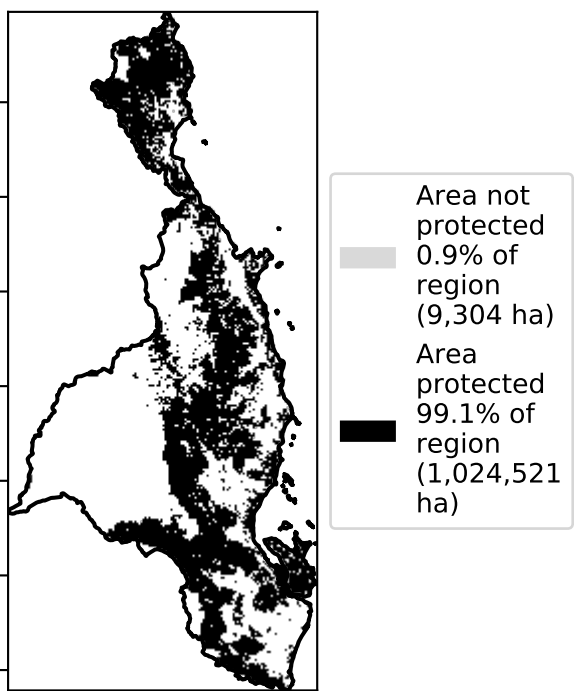 Area not
protected
0.9% of
region
(9,304 ha)
Area
protected
99.1% of
region
(1,024,521
ha)